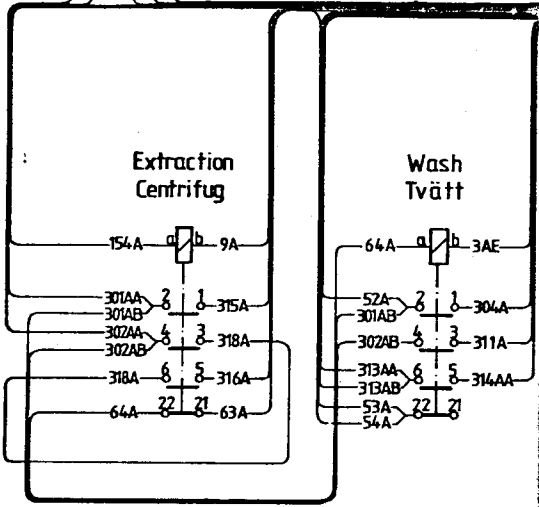 Extraction
Centrifug
Wash
Tvätt
154A a b 9A
64A a b 3AE
301AA 2 1 315A
301AB
302AA 4 3 318A
302AB
318A 6 5 316A
64A 22 21 63A
52A 2 1 304A
301AB
302AB 4 3 311A
313AA 6 5 314AA
313AB
53A 22 21
54A